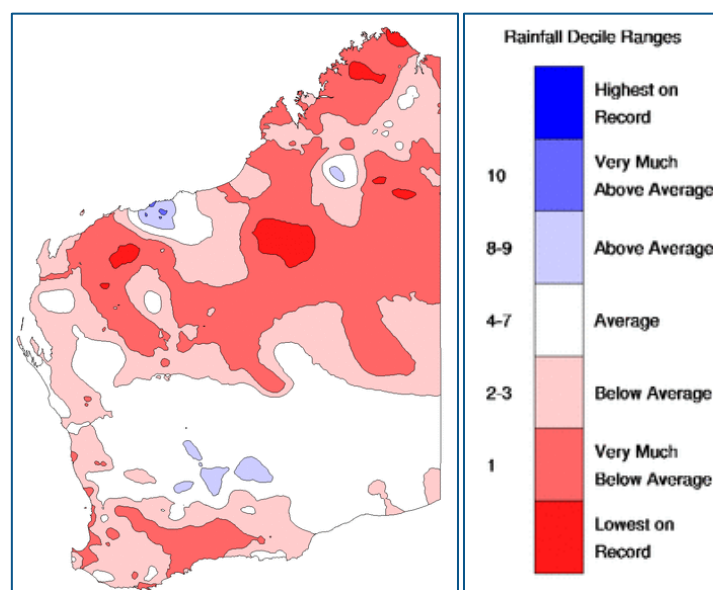 Rainfall Decile Ranges
Highest on
Record
10
Very Much
Above Average
8-9
Above Average
4-7
Average
2-3
Below Average
1
Very Much
Below Average
Lowest on
Record